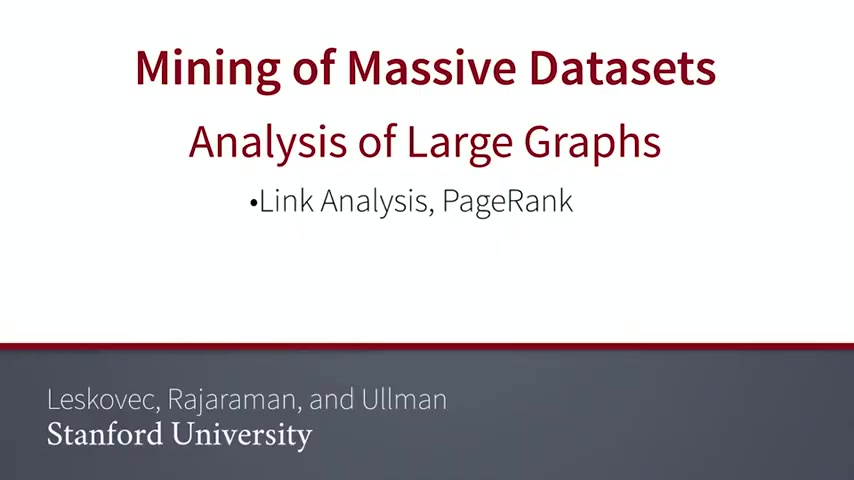 Mining of Massive Datasets
Analysis of Large Graphs
•Link Analysis, PageRank
Leskovec, Rajaraman, and Ullman
Stanford University